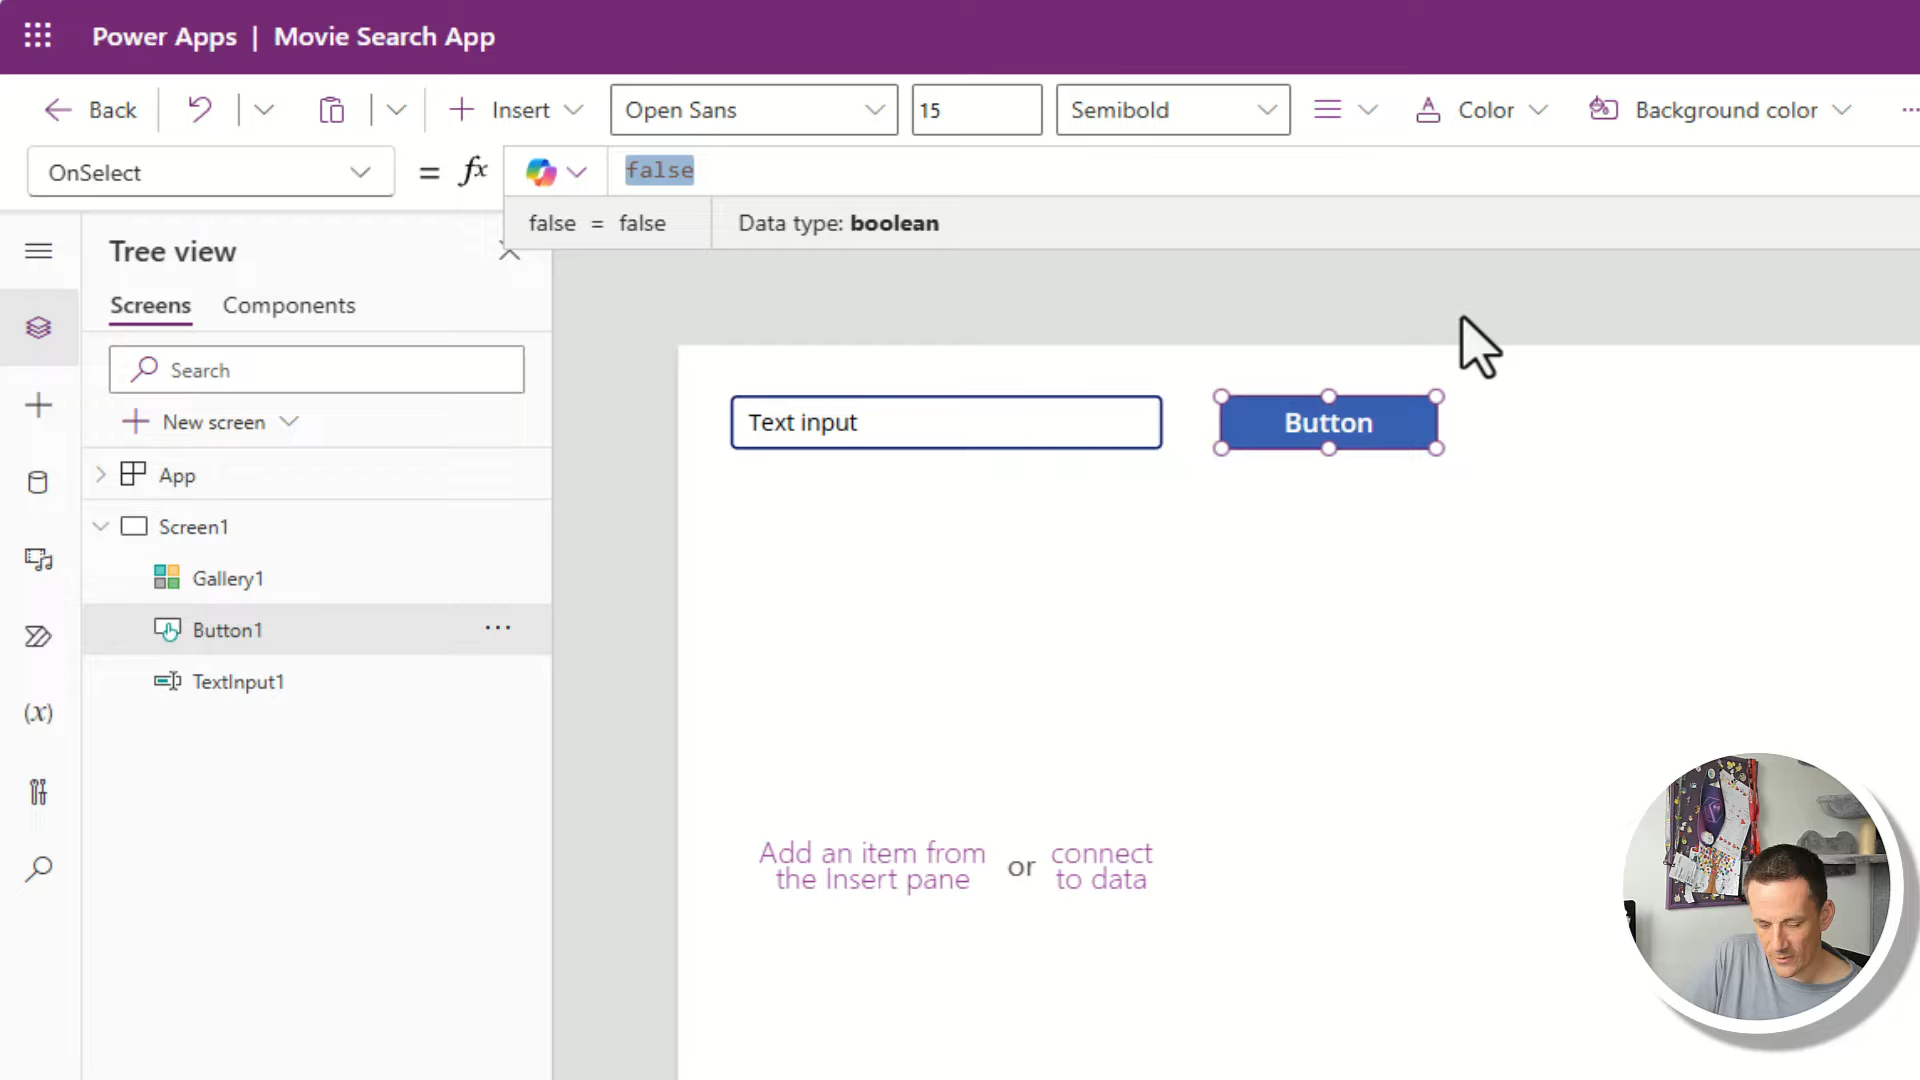 Power Apps | Movie Search App
Back
Insert
Open Sans
15
Semibold
Color
Background color
...
OnSelect
= fx
false
false = false
Data type: boolean
Tree view
Screens
Components
Search
New screen
App
Screen1
Gallery1
Button1
...
TextInput1
(x)
Text input
Button
Add an item from the Insert pane
or
connect to data